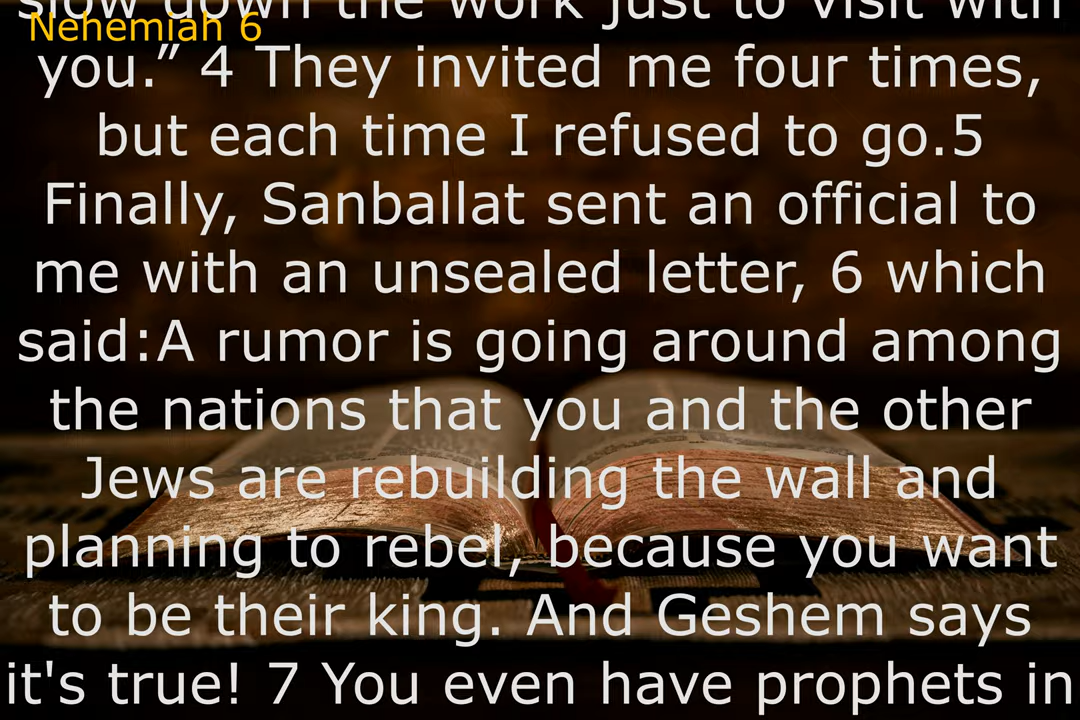 slow down the work just to visit with
Nehemiah 6
you.” 4 They invited me four times,
but each time I refused to go.5
Finally, Sanballat sent an official to
me with an unsealed letter, 6 which
said:A rumor is going around among
the nations that you and the other
Jews are rebuilding the wall and
planning to rebel, because you want
to be their king. And Geshem says
it's true! 7 You even have prophets in